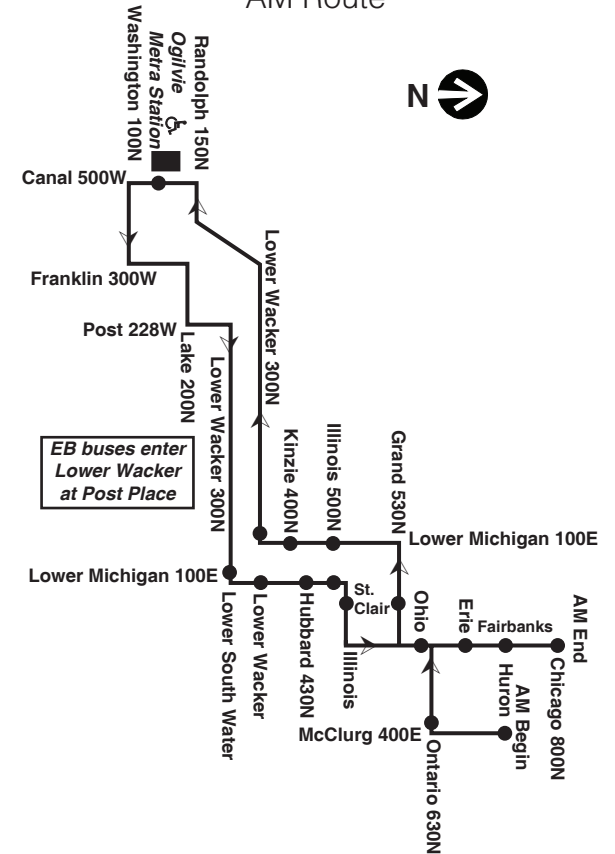 AM Route
Washington 100N
Ogilvie
Metra Station
Randolph 150N
N
Canal 500W
Franklin 300W
Lower Wacker 300N
Post 228W
Lake 200N
Lower Wacker 300N
EB buses enter
Lower Wacker
at Post Place
Kinzie 400N
Illinois 500N
Grand 530N
Lower Michigan 100E
Lower Michigan 100E
St.
Clair
Lower South Water
Lower Wacker
Hubbard 430N
Illinois
Ohio
Erie
Fairbanks
AM End
Huron
AM Begin
Chicago 800N
McClurg 400E
Ontario 630N